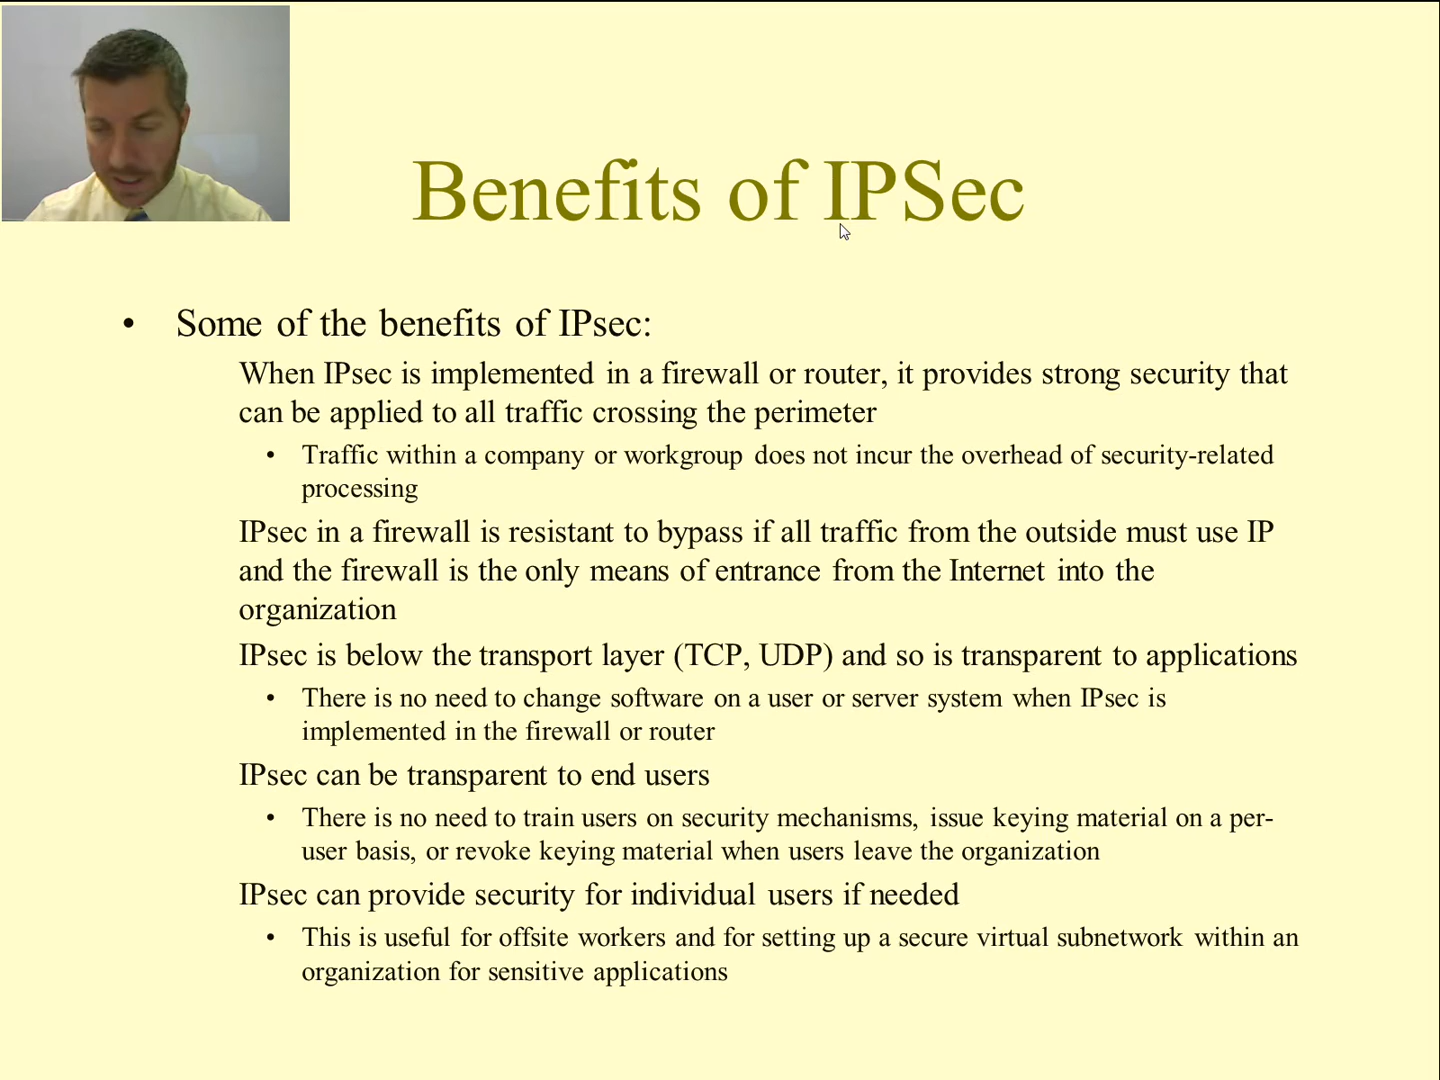 Benefits of IPSec
• Some of the benefits of IPsec:
When IPsec is implemented in a firewall or router, it provides strong security that
can be applied to all traffic crossing the perimeter
• Traffic within a company or workgroup does not incur the overhead of security-related
processing
IPsec in a firewall is resistant to bypass if all traffic from the outside must use IP
and the firewall is the only means of entrance from the Internet into the
organization
IPsec is below the transport layer (TCP, UDP) and so is transparent to applications
• There is no need to change software on a user or server system when IPsec is
implemented in the firewall or router
IPsec can be transparent to end users
• There is no need to train users on security mechanisms, issue keying material on a per-
user basis, or revoke keying material when users leave the organization
IPsec can provide security for individual users if needed
• This is useful for offsite workers and for setting up a secure virtual subnetwork within an
organization for sensitive applications